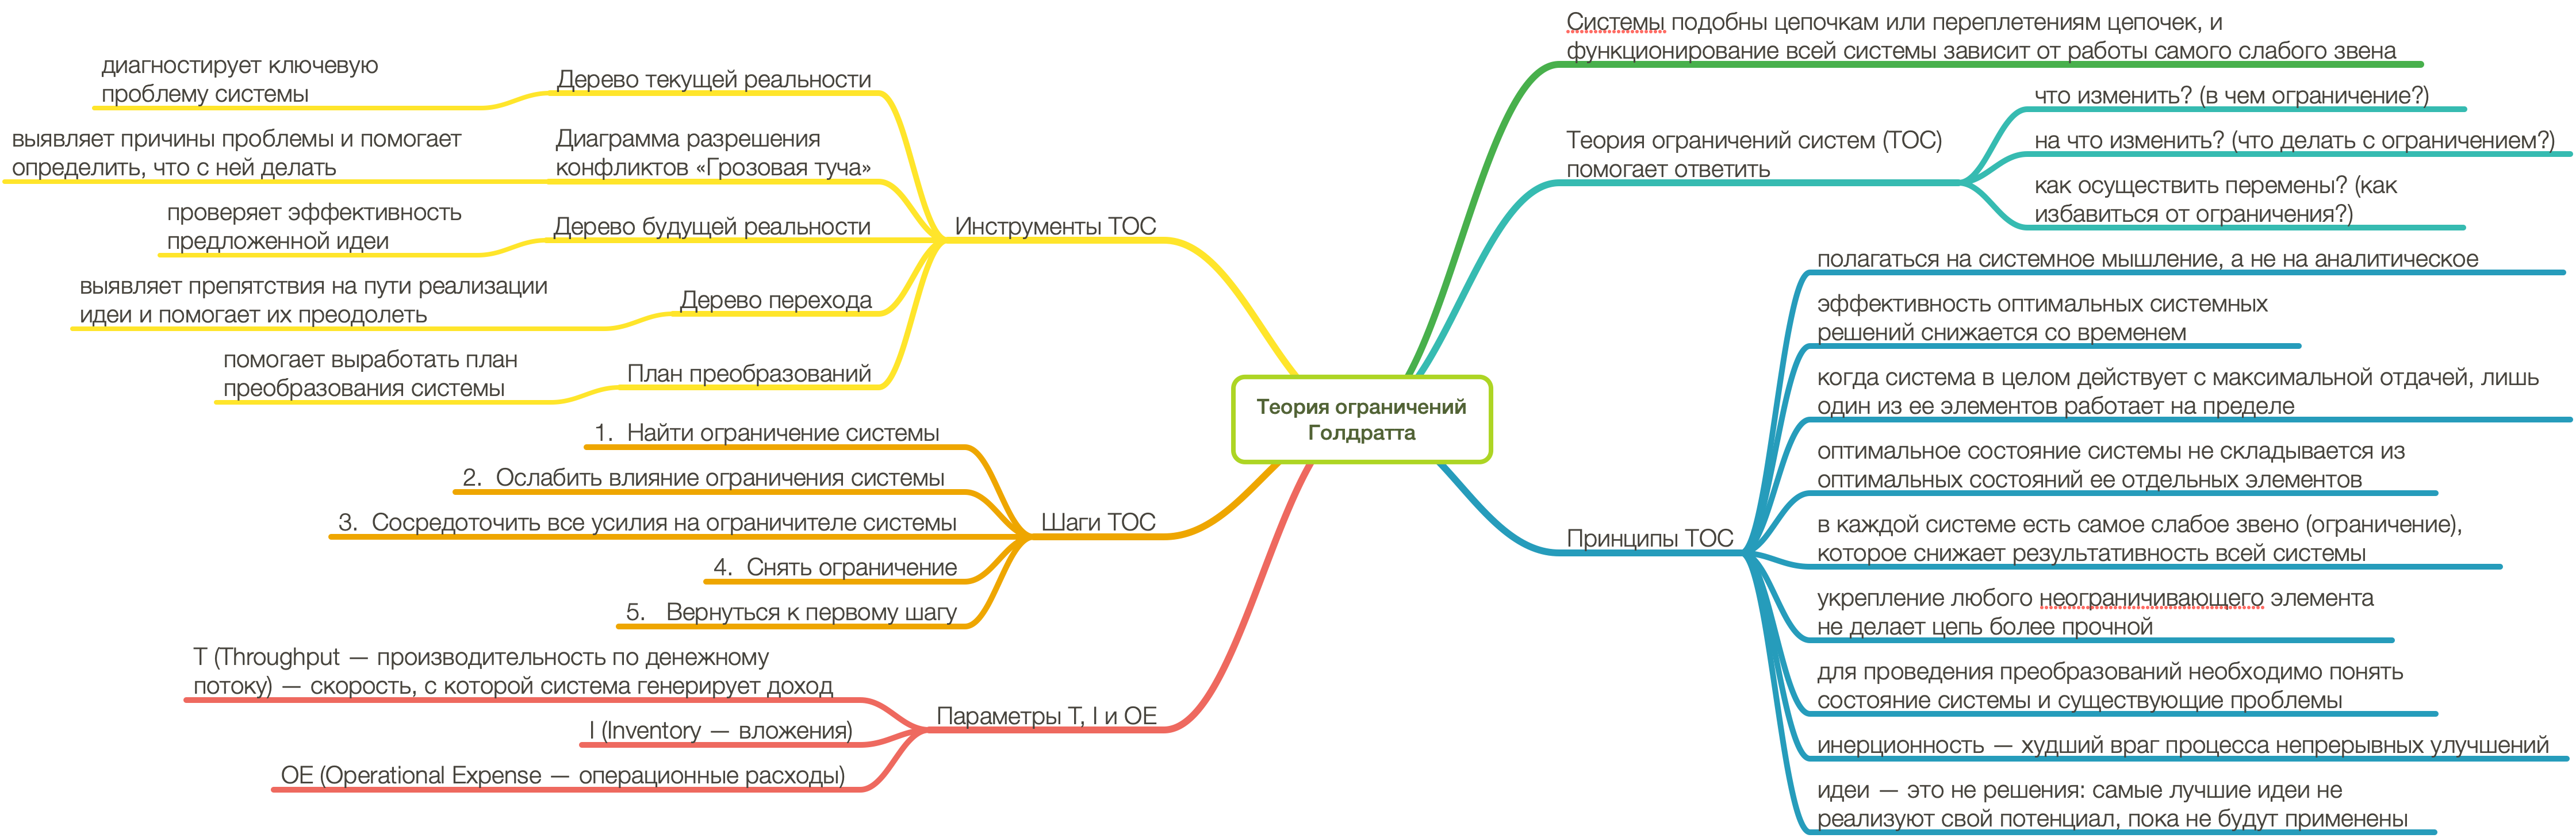 Теория ограничений
Голдратта
Системы подобны цепочкам или переплетениям цепочек, и
функционирование всей системы зависит от работы самого слабого звена
Теория ограничений систем (ТОС)
помогает ответить
что изменить? (в чем ограничение?)
на что изменить? (что делать с ограничением?)
как осуществить перемены? (как
избавиться от ограничения?)
Принципы ТОС
полагаться на системное мышление, а не на аналитическое
эффективность оптимальных системных
решений снижается со временем
когда система в целом действует с максимальной отдачей, лишь
один из ее элементов работает на пределе
оптимальное состояние системы не складывается из
оптимальных состояний ее отдельных элементов
в каждой системе есть самое слабое звено (ограничение),
которое снижает результативность всей системы
укрепление любого неограничивающего элемента
не делает цепь более прочной
для проведения преобразований необходимо понять
состояние системы и существующие проблемы
инерционность — худший враг процесса непрерывных улучшений
идеи — это не решения: самые лучшие идеи не
реализуют свой потенциал, пока не будут применены
Инструменты ТОС
Дерево текущей реальности
диагностирует ключевую
проблему системы
Диаграмма разрешения
конфликтов «Грозовая туча»
выявляет причины проблемы и помогает
определить, что с ней делать
Дерево будущей реальности
проверяет эффективность
предложенной идеи
Дерево перехода
выявляет препятствия на пути реализации
идеи и помогает их преодолеть
План преобразований
помогает выработать план
преобразования системы
Шаги ТОС
1. Найти ограничение системы
2. Ослабить влияние ограничения системы
3. Сосредоточить все усилия на ограничителе системы
4. Снять ограничение
5. Вернуться к первому шагу
Параметры T, I и OE
T (Throughput — производительность по денежному
потоку) — скорость, с которой система генерирует доход
I (Inventory — вложения)
OE (Operational Expense — операционные расходы)